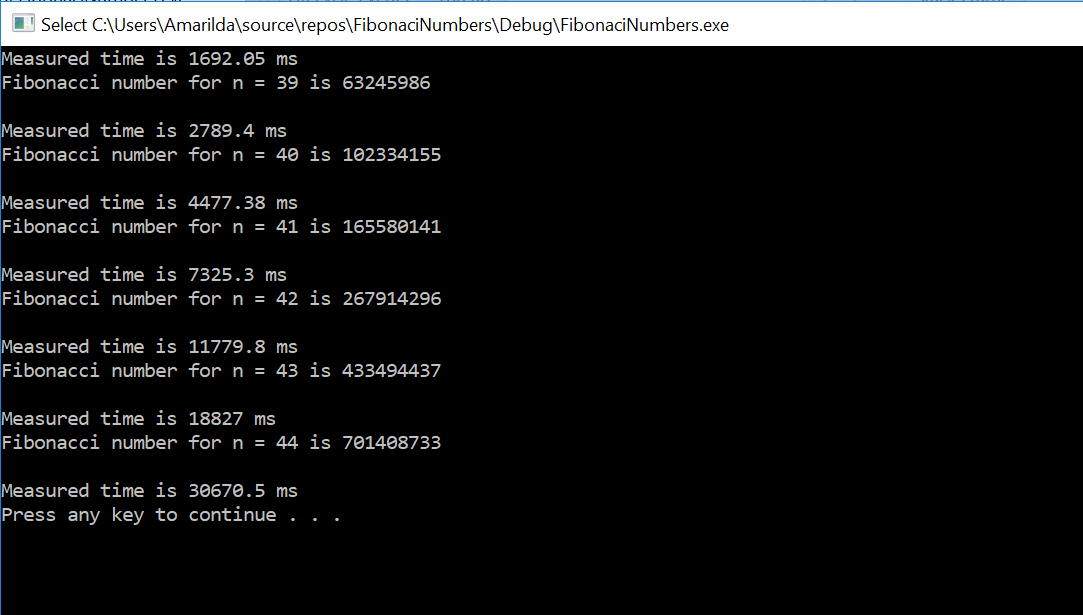 Select C:\Users\Amarilda\source\repos\FibonaciNumbers\Debug\FibonaciNumbers.exe
Measured time is 1692.05 ms
Fibonacci number for n = 39 is 63245986
Measured time is 2789.4 ms
Fibonacci number for n = 40 is 102334155
Measured time is 4477.38 ms
Fibonacci number for n = 41 is 165580141
Measured time is 7325.3 ms
Fibonacci number for n = 42 is 267914296
Measured time is 11779.8 ms
Fibonacci number for n = 43 is 433494437
Measured time is 18827 ms
Fibonacci number for n = 44 is 701408733
Measured time is 30670.5 ms
Press any key to continue . . .